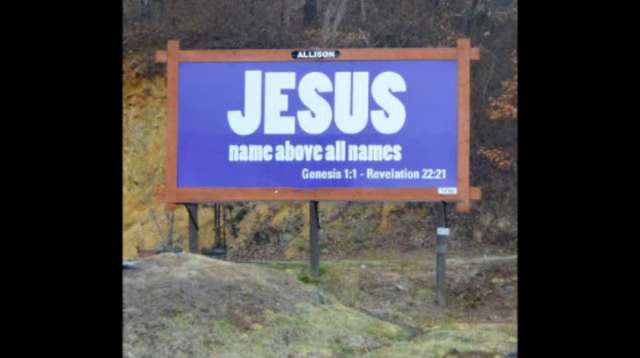 ALLISON
JESUS
name above all names
Genesis 1:1 - Revelation 22:21